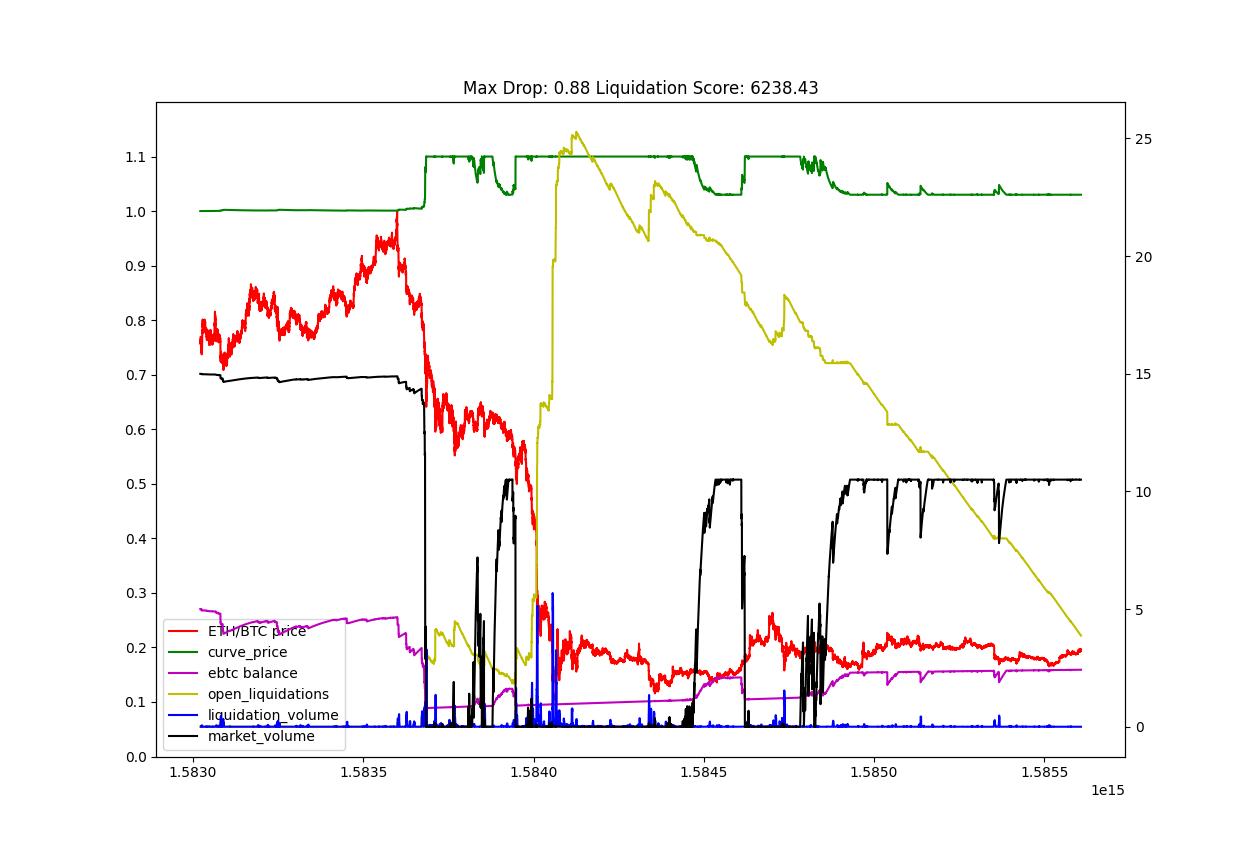 Max Drop: 0.88 Liquidation Score: 6238.43
1.1
1.0
0.9
0.8
0.7
0.6
0.5
0.4
0.3
0.2
0.1
0.0
25
20
15
10
5
0
ETH/BTC price
curve_price
ebtc balance
open_liquidations
liquidation_volume
market_volume
1.5830 1.5835 1.5840 1.5845 1.5850 1.5855
1e15